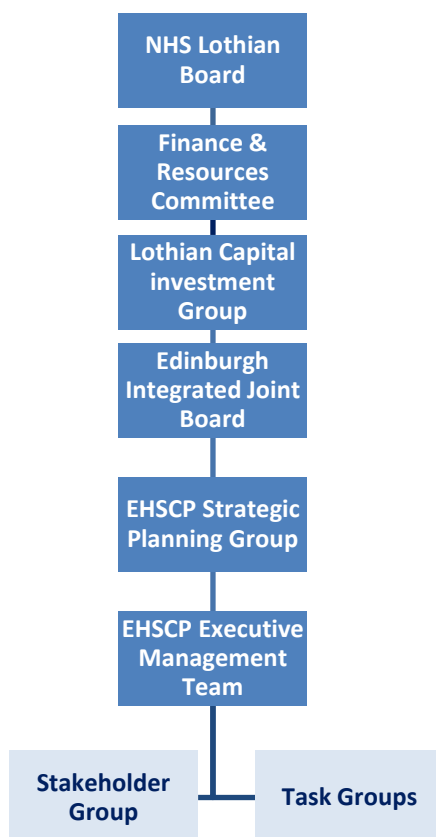 NHS Lothian
Board
Finance &
Resources
Committee
Lothian Capital
investment
Group
Edinburgh
Integrated Joint
Board
EHSCP Strategic
Planning Group
EHSCP Executive
Management
Team
Stakeholder
Group
Task Groups